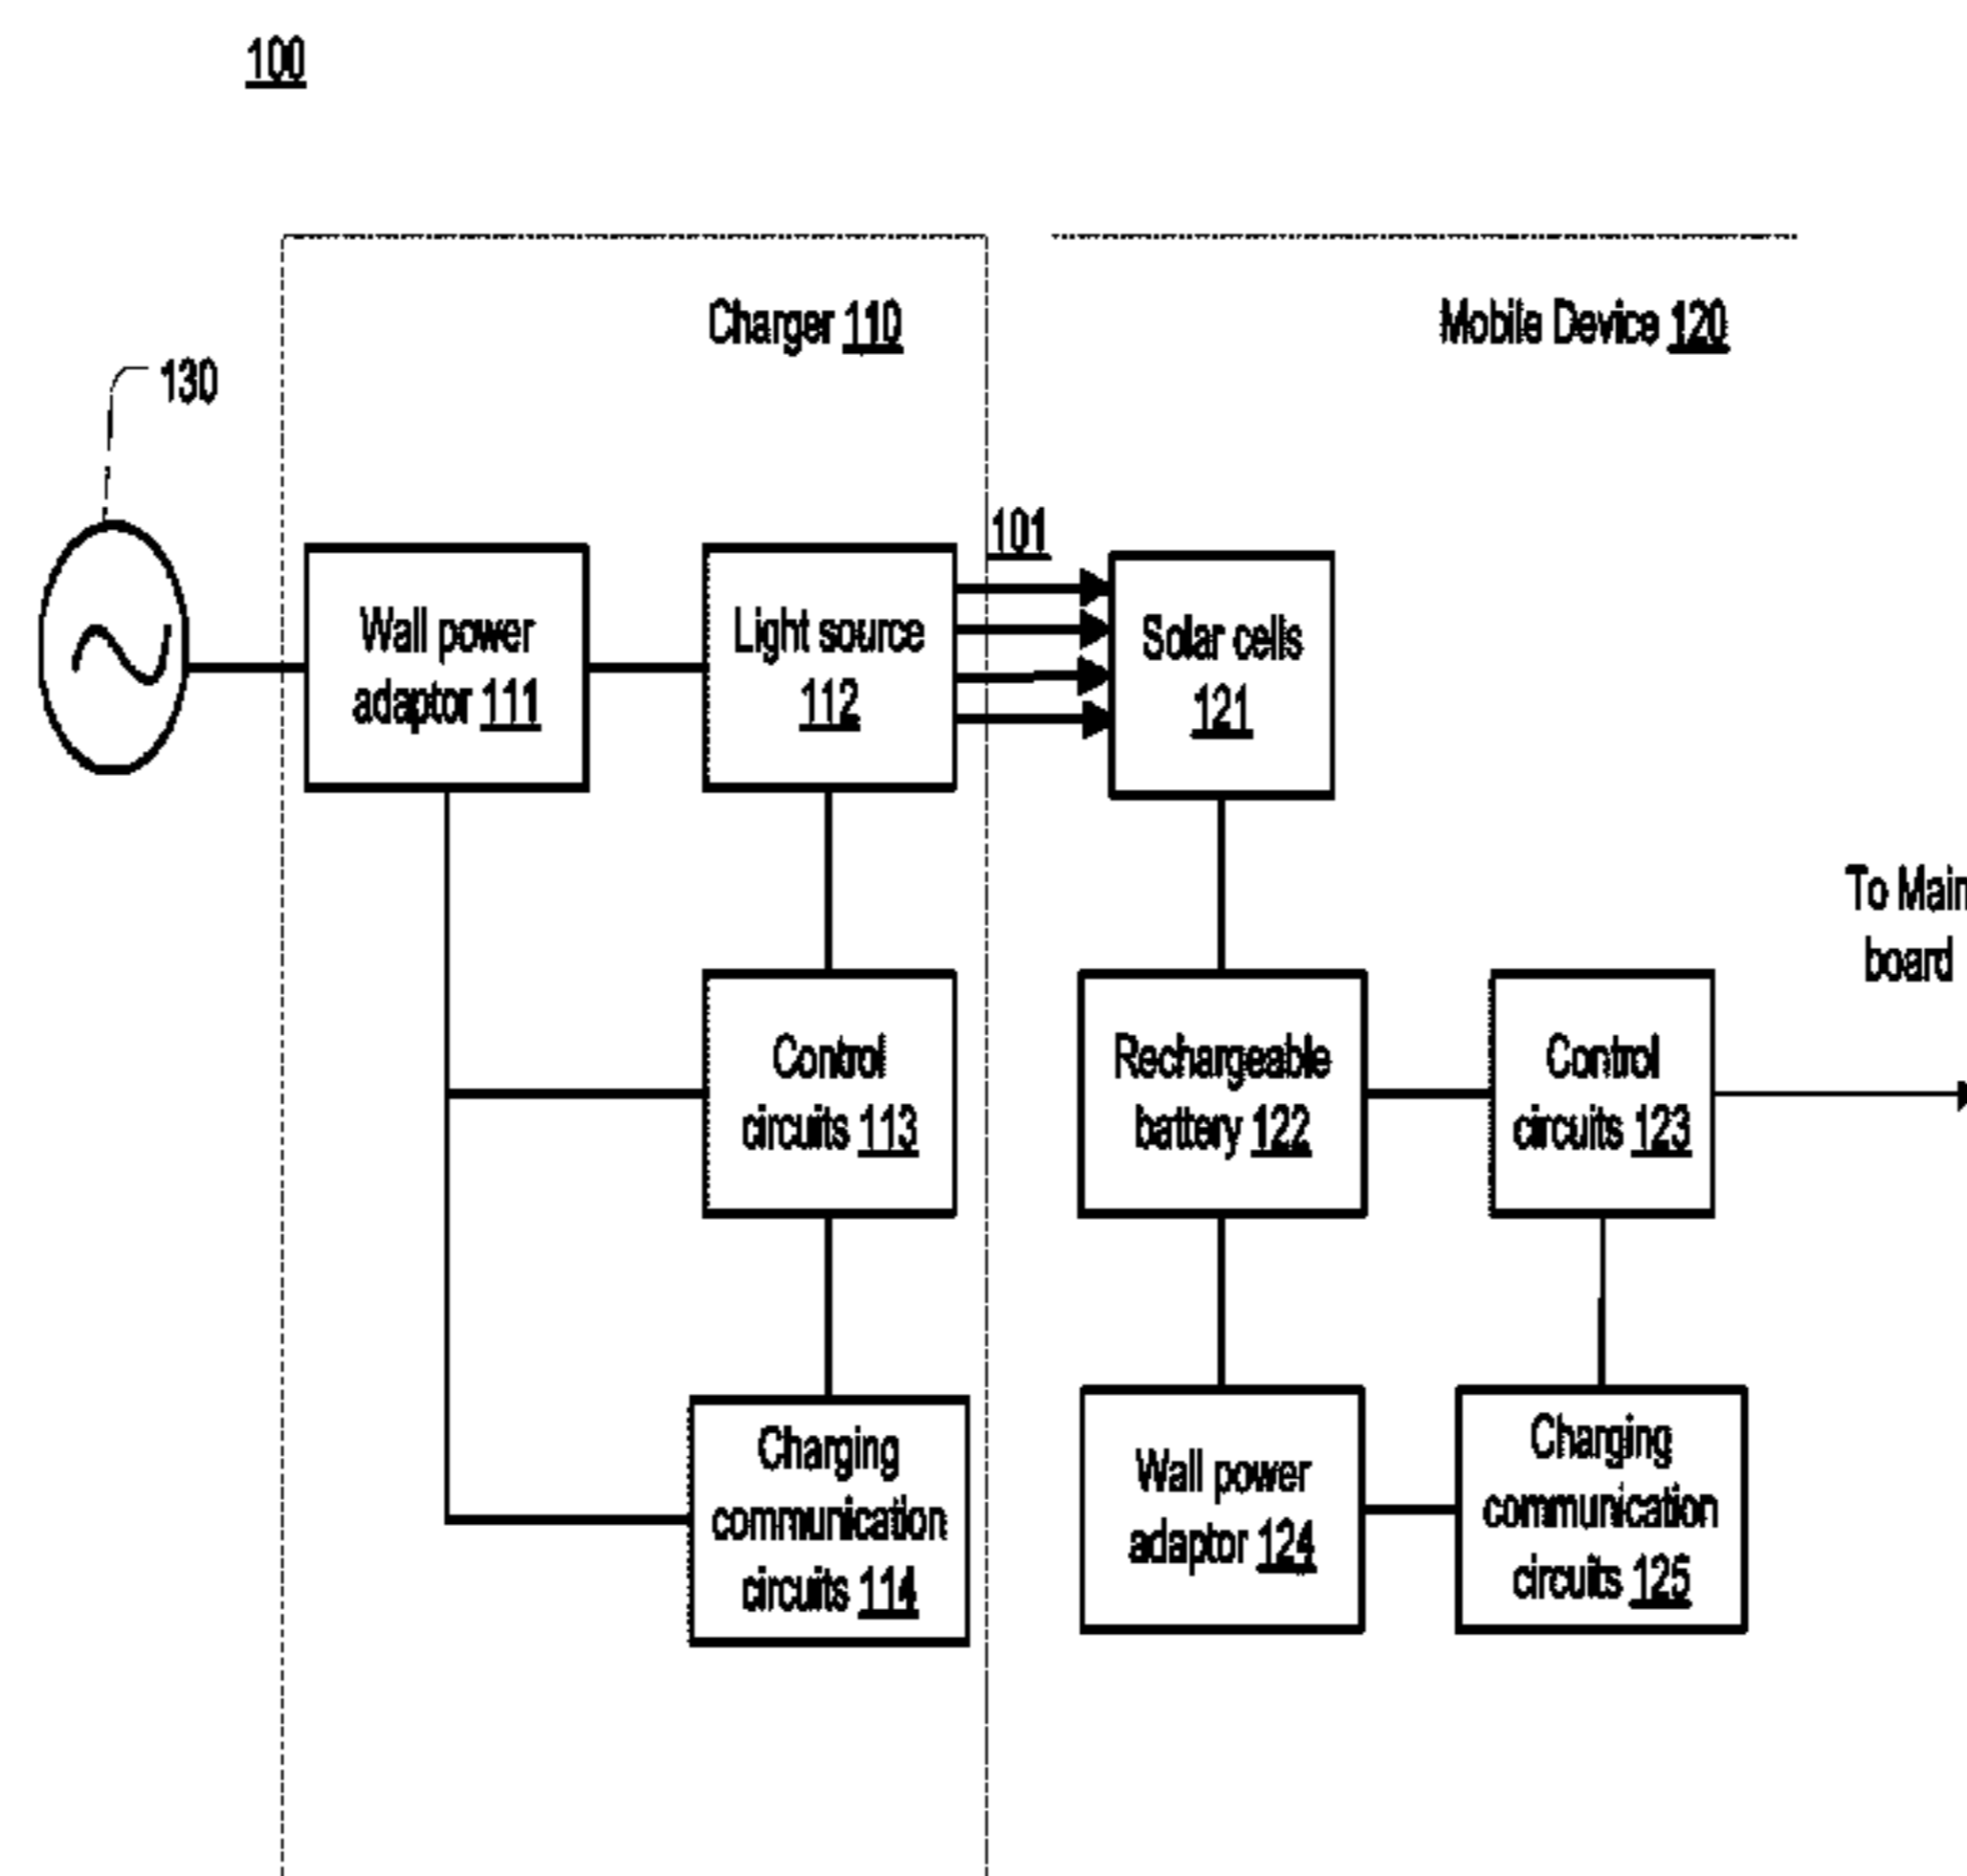 100
Charger 110
Mobile Device 120
130
101
Wall power
adaptor 111
Light source
112
Solar cells
121
To Main
board
Control
circuits 113
Rechargeable
battery 122
Control
circuits 123
Charging
communication
circuits 114
Wall power
adaptor 124
Charging
communication
circuits 125